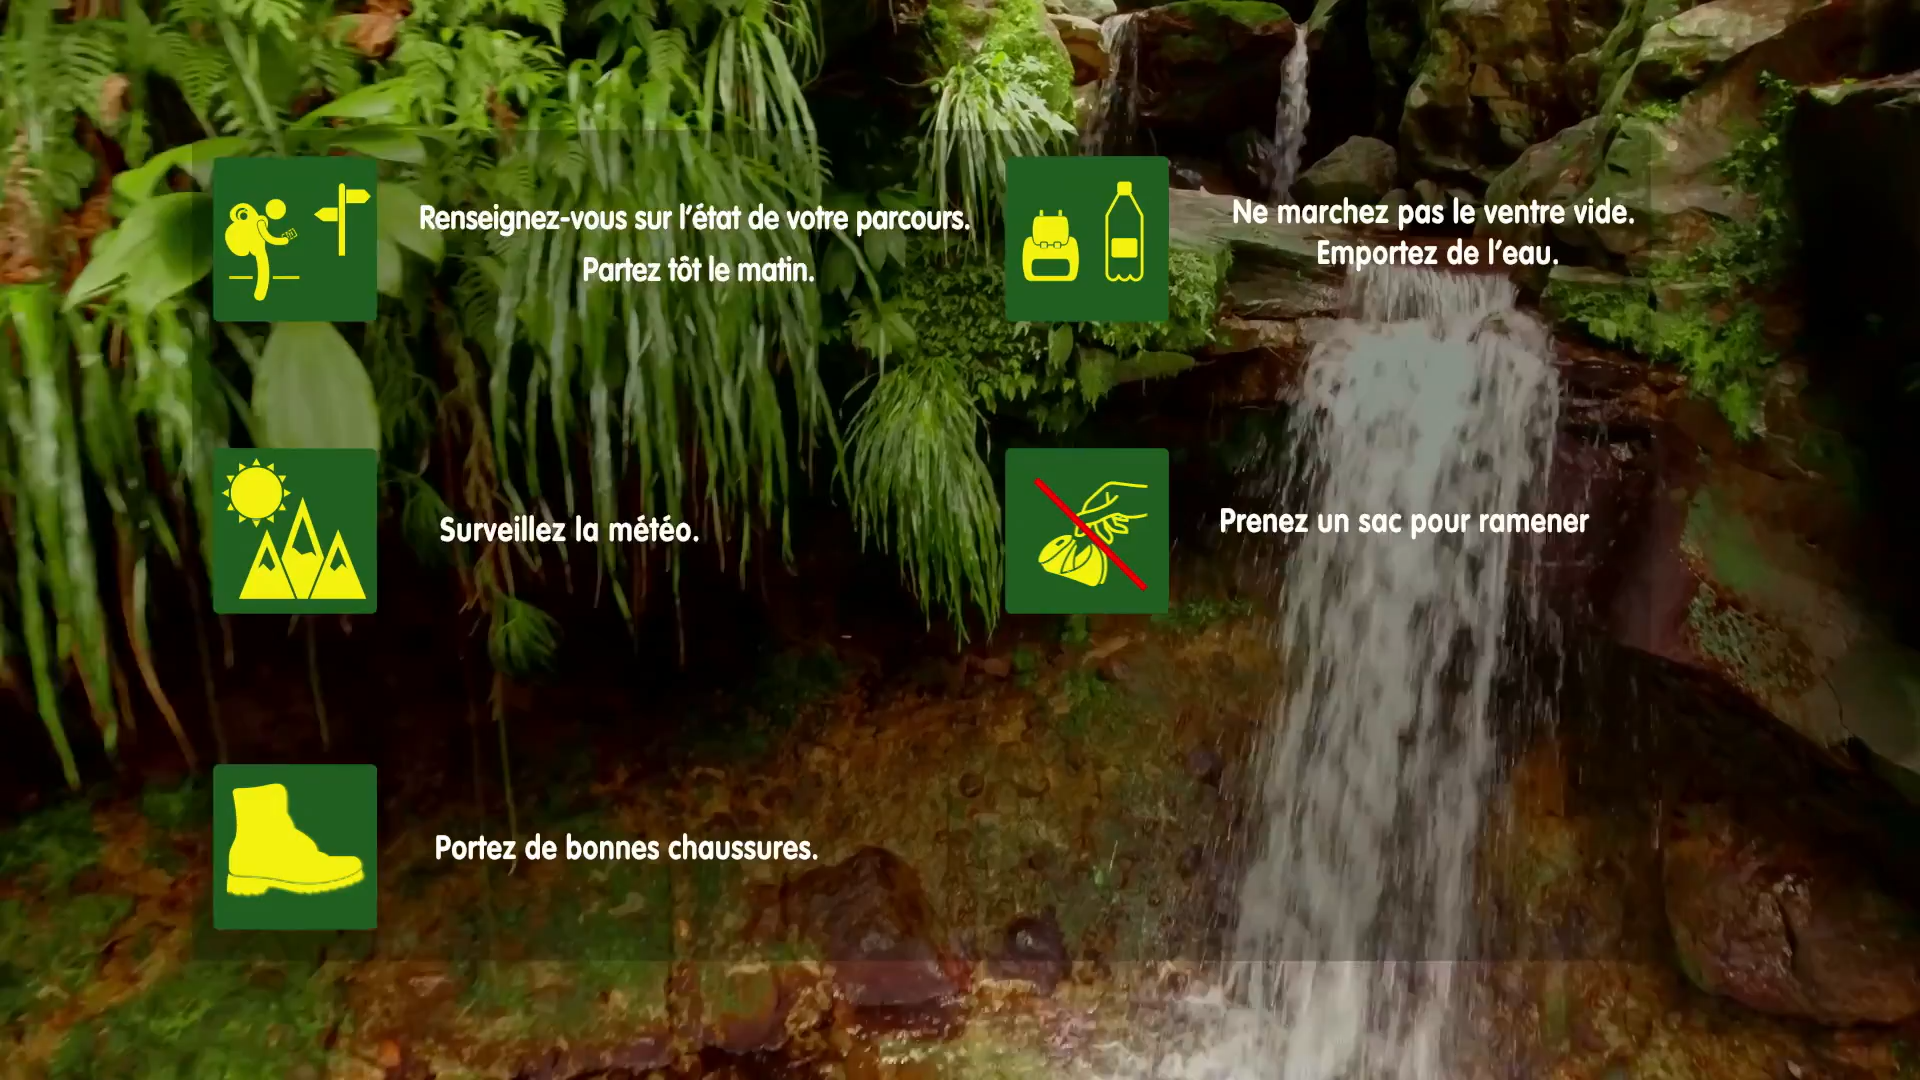 Renseignez-vous sur l'état de votre parcours.
Partez tôt le matin.
Surveillez la météo.
Portez de bonnes chaussures.
Ne marchez pas le ventre vide.
Emportez de l'eau.
Prenez un sac pour ramener